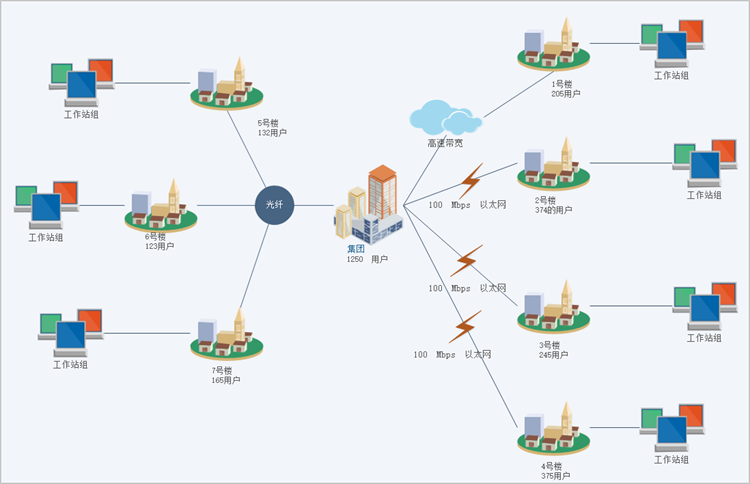 1号楼
205用户
工作站组
工作站组
5号楼
132用户
高速带宽
2号楼
374的用户
工作站组
100 Mbps 以太网
光纤
工作站组
6号楼
123用户
集团
1250 用户
100 Mbps 以太网
3号楼
245用户
工作站组
100 Mbps 以太网
工作站组
7号楼
165用户
4号楼
375用户
工作站组